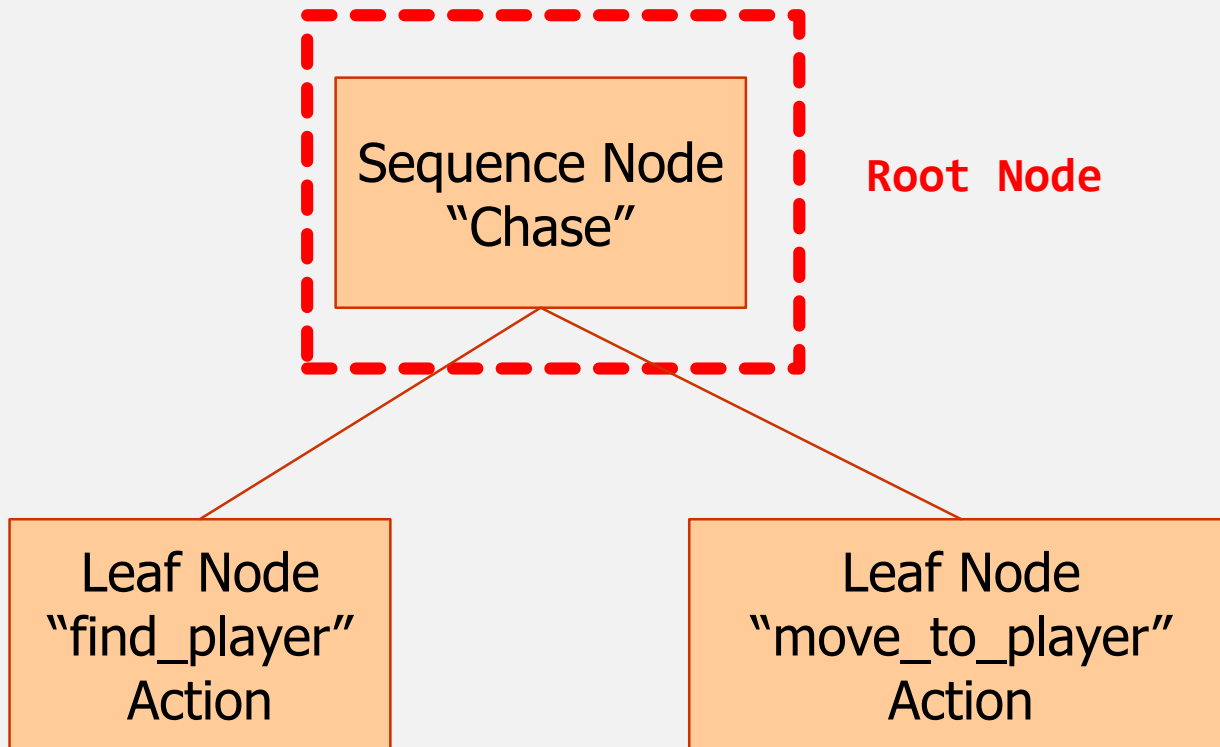 Sequence Node
“Chase”
Root Node
Leaf Node
“find_player”
Action
Leaf Node
“move_to_player”
Action